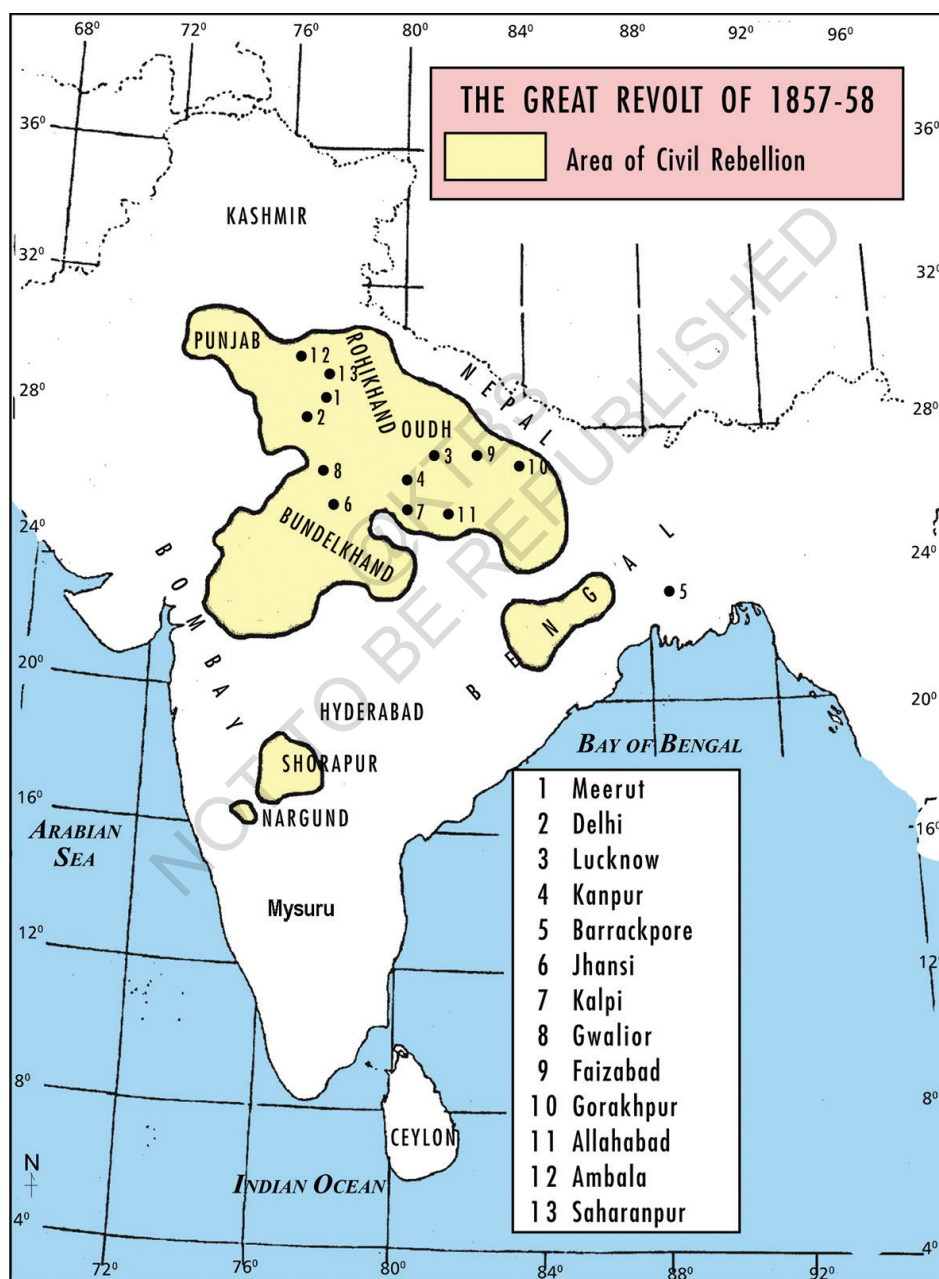 68⁰ 72⁰ 76⁰ 80⁰ 84⁰ 88⁰ 92⁰ 96⁰
THE GREAT REVOLT OF 1857-58
Area of Civil Rebellion
36⁰ 36⁰
KASHMIR
32⁰ 32⁰
PUNJAB
ROHIKHAND
12
13
1
2
NEPAL
28⁰ 28⁰
OUDH
3
9
10
8
4
6
7
11
BUNDELKHAND
24⁰ 24⁰
BOMBAY
BENGAL
5
20⁰ 20⁰
HYDERABAD
BAY OF BENGAL
SHORAPUR
NARGUND
16⁰ 16⁰
ARABIAN
SEA
Mysuru
12⁰ 12⁰
8⁰ 8⁰
CEYLON
N
INDIAN OCEAN
4⁰ 4⁰
72⁰ 76⁰ 80⁰ 84⁰ 88⁰ 92⁰
1 Meerut
2 Delhi
3 Lucknow
4 Kanpur
5 Barrackpore
6 Jhansi
7 Kalpi
8 Gwalior
9 Faizabad
10 Gorakhpur
11 Allahabad
12 Ambala
13 Saharanpur
@KTBS
NOT TO BE REPUBLISHED